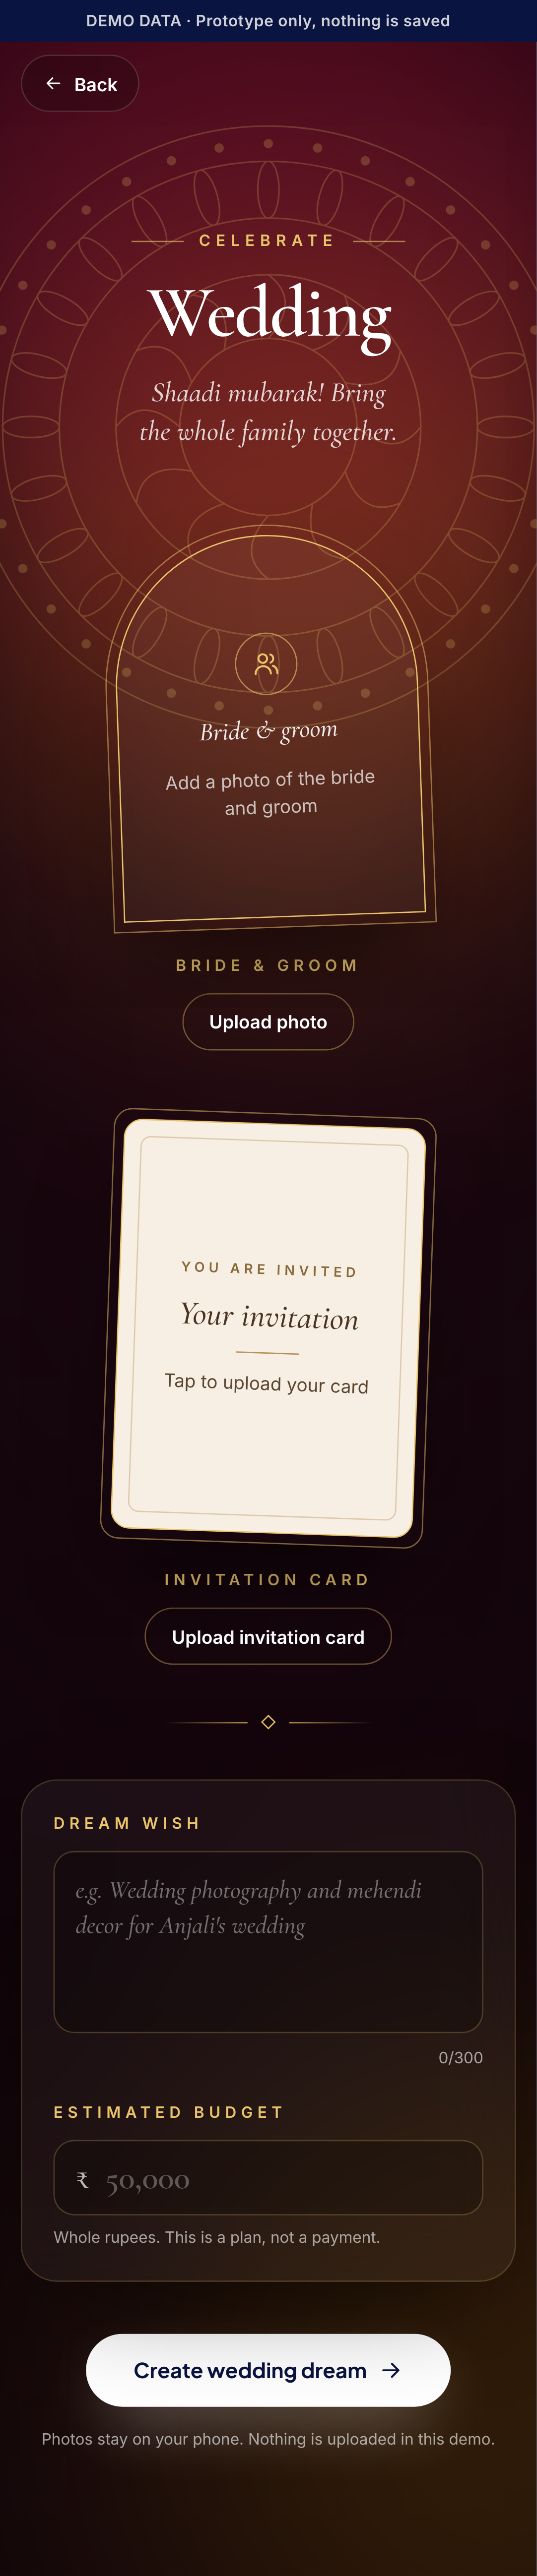 DEMO DATA · Prototype only, nothing is saved
← Back
CELEBRATE
Wedding
Shaadi mubarak! Bring
the whole family together.
Bride & groom
Add a photo of the bride
and groom
BRIDE & GROOM
Upload photo
YOU ARE INVITED
Your invitation
Tap to upload your card
INVITATION CARD
Upload invitation card
DREAM WISH
e.g. Wedding photography and mehendi
decor for Anjali's wedding
0/300
ESTIMATED BUDGET
₹ 50,000
Whole rupees. This is a plan, not a payment.
Create wedding dream →
Photos stay on your phone. Nothing is uploaded in this demo.